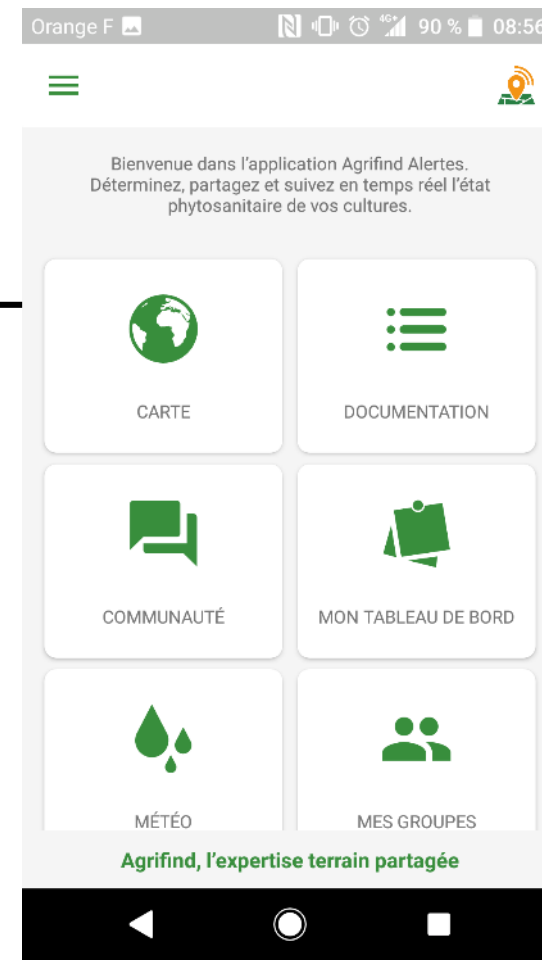 Orange F 4G+ 90 % 08:56
Bienvenue dans l'application Agrifind Alertes.
Déterminez, partagez et suivez en temps réel l'état
phytosanitaire de vos cultures.
CARTE
DOCUMENTATION
COMMUNAUTÉ
MON TABLEAU DE BORD
MÉTÉO
MES GROUPES
Agrifind, l'expertise terrain partagée